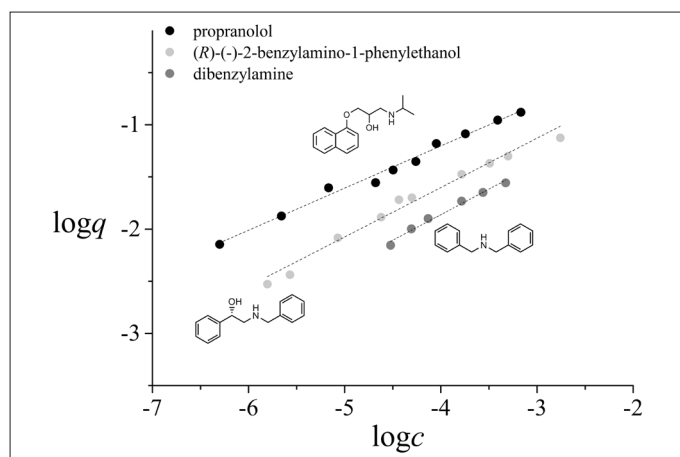 propranolol
(R)-(-)-2-benzylamino-1-phenylethanol
dibenzylamine
O
OH
N
H
-1
logq
-2
H
N
OH
N
H
-3
-7
-6
-5
-4
-3
-2
logc